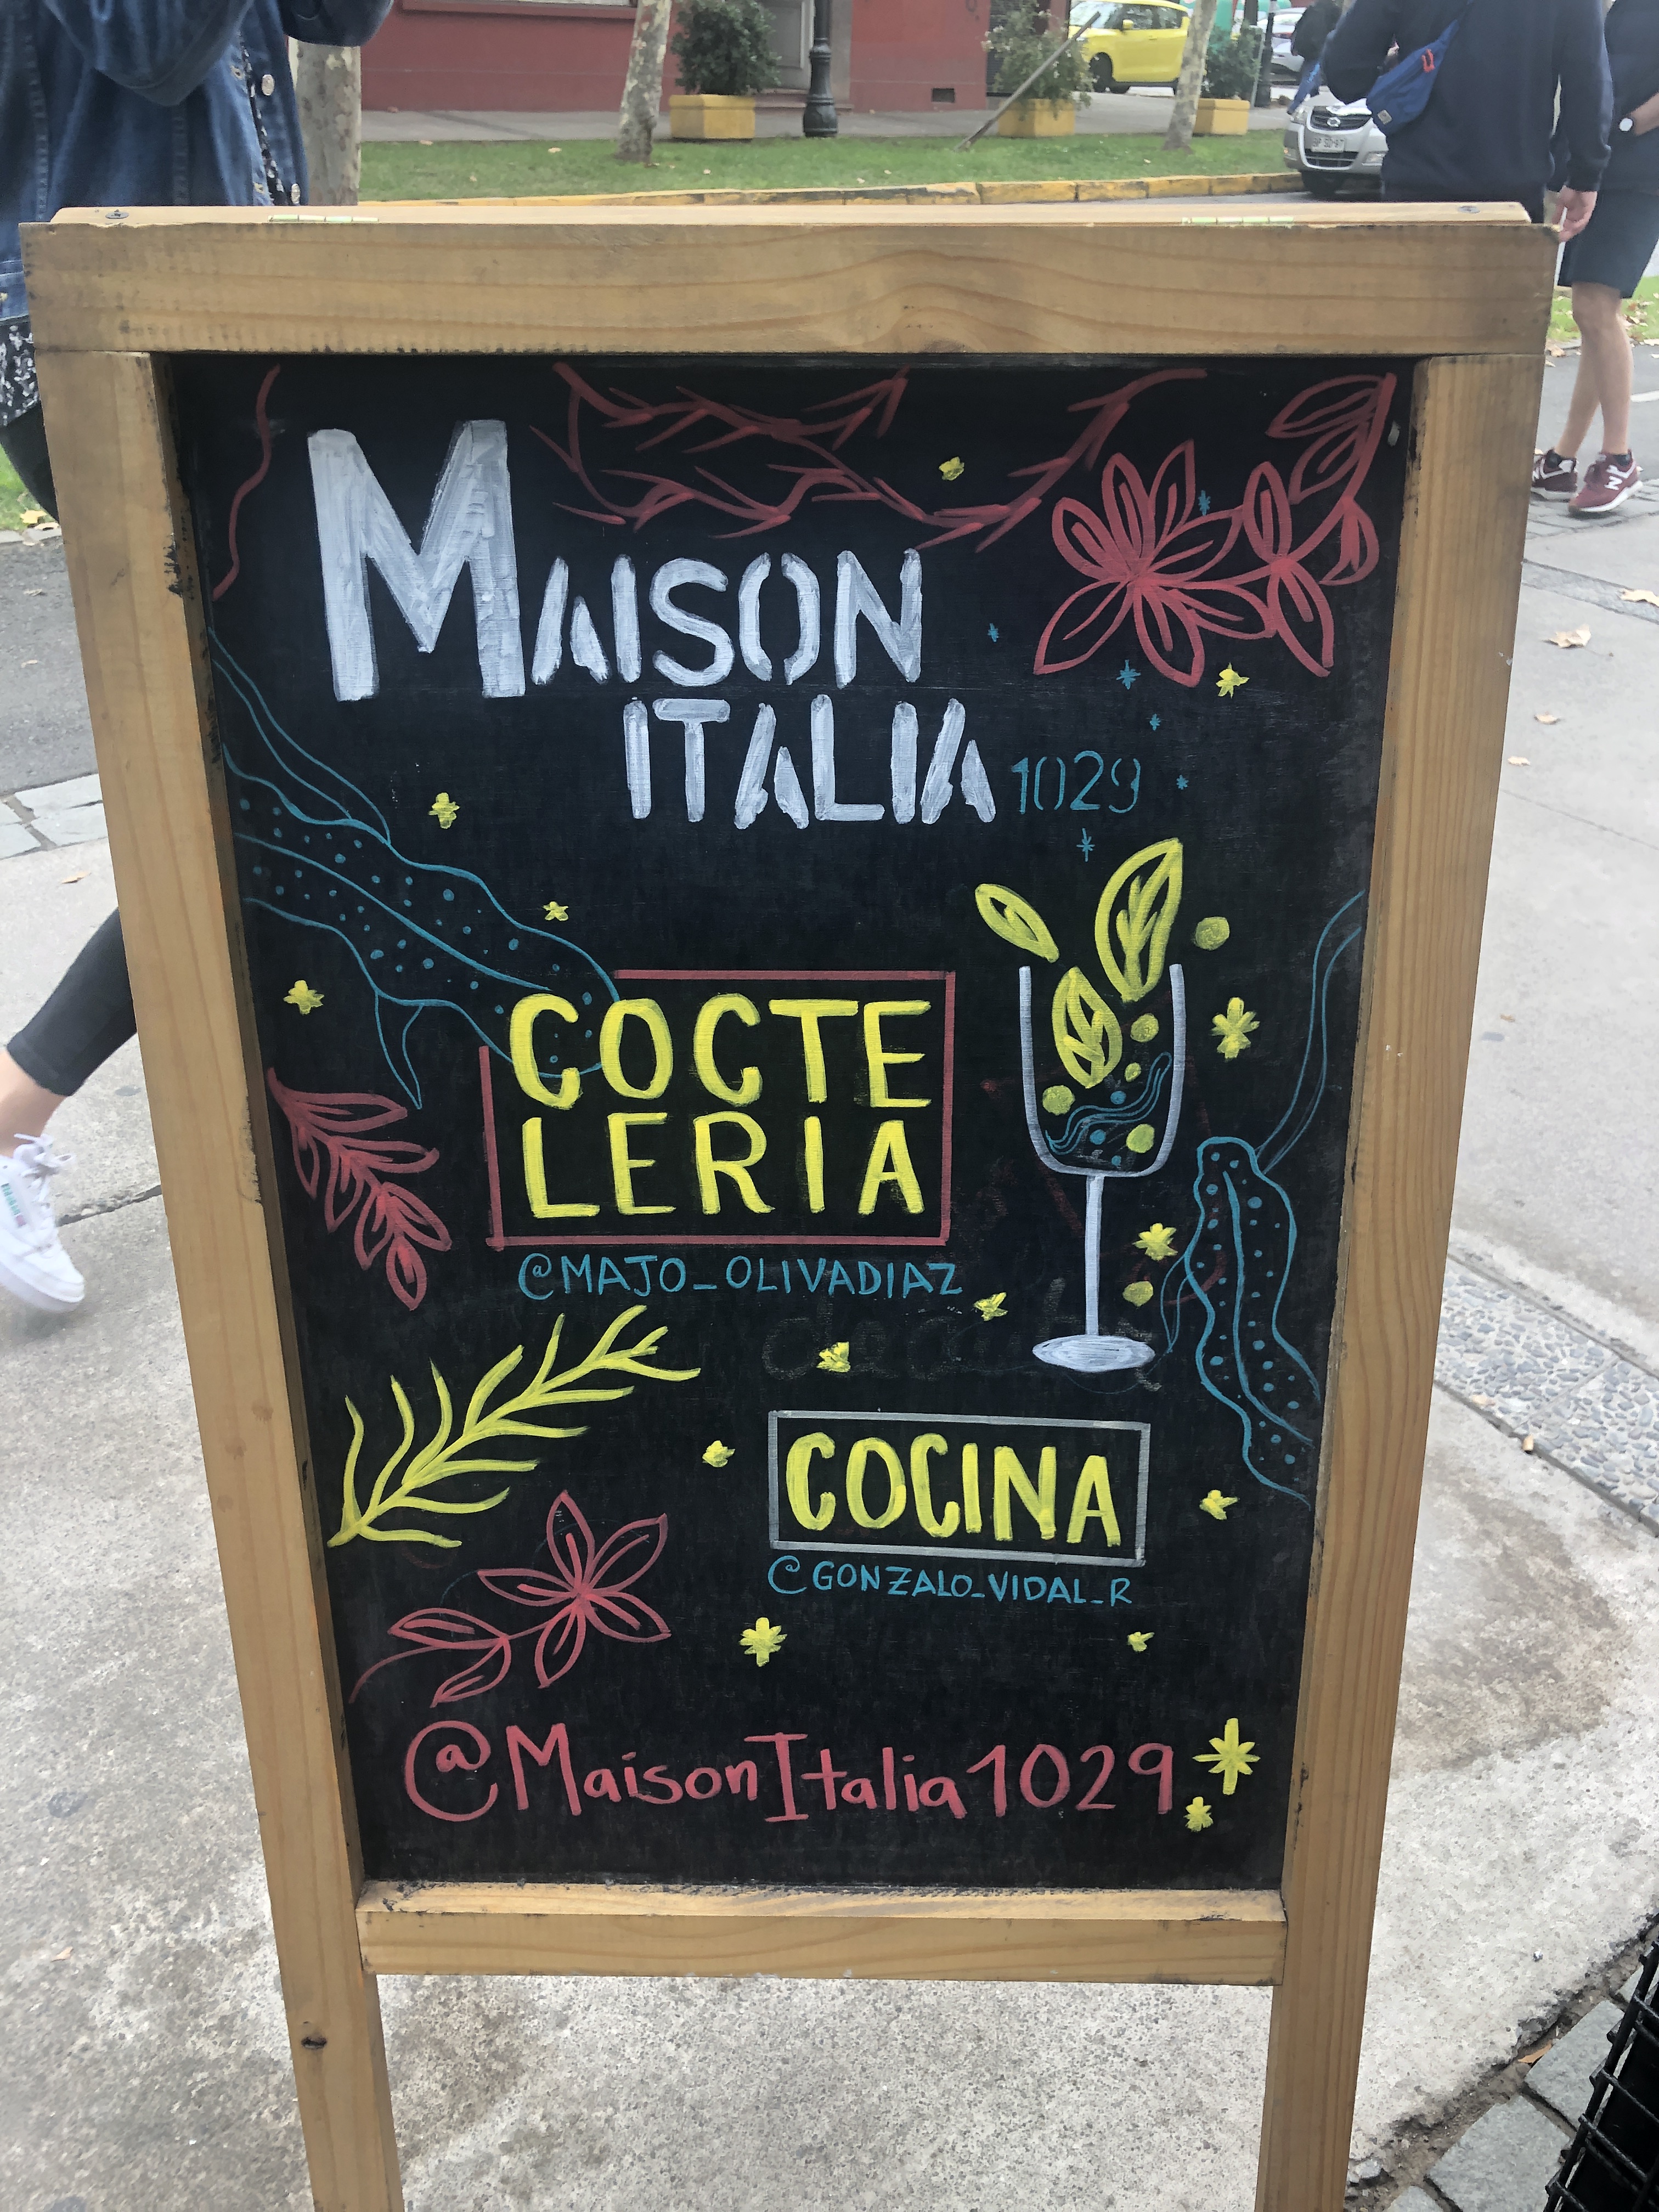 MAISON
ITALIA 1029
COCTE
LERIA
@MAJO_OLIVADIAZ
COCINA
@GONZALO_VIDAL_R
@MaisonItalia1029